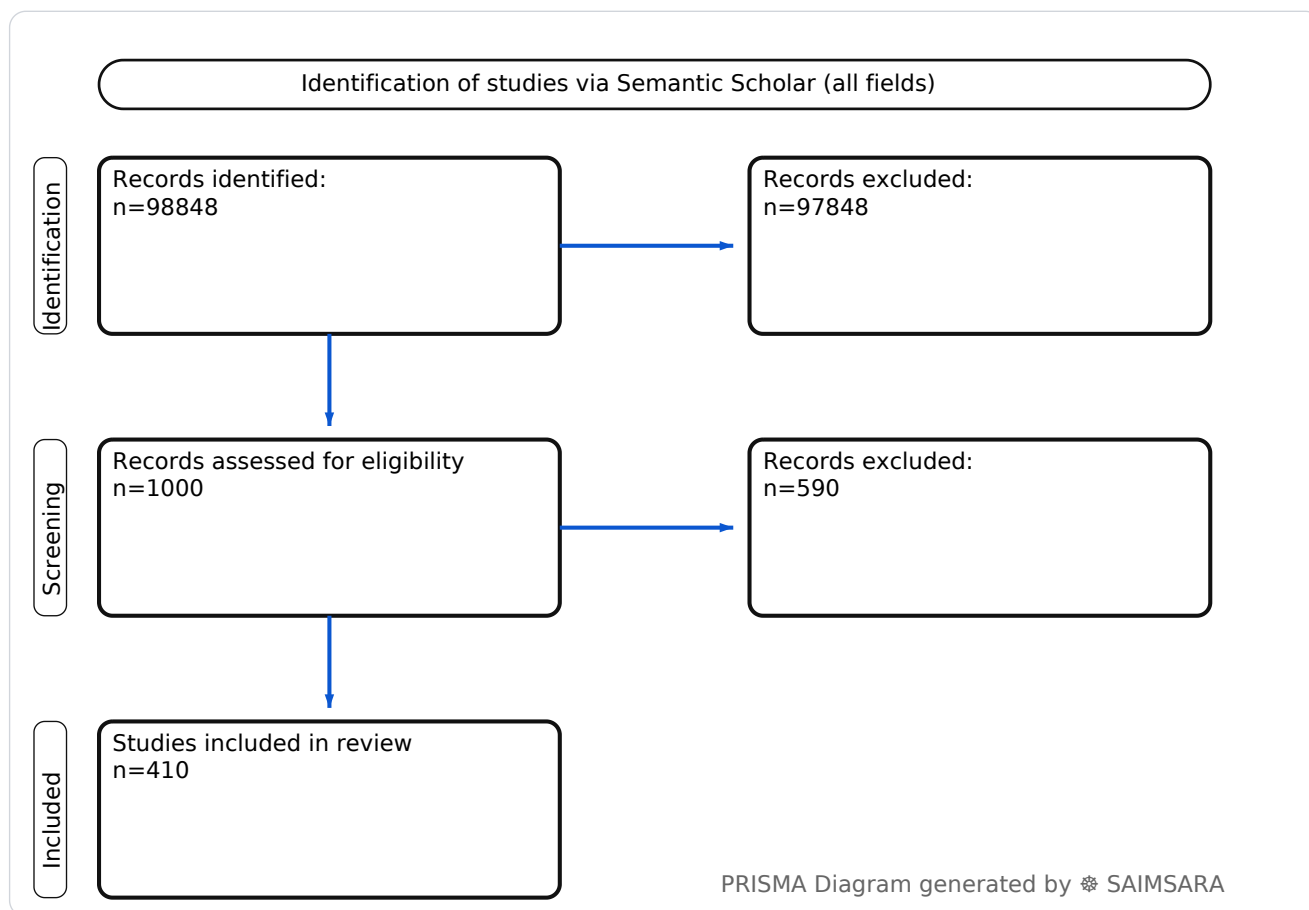 Identification of studies via Semantic Scholar (all fields)
Identification
Records identified:
n=98848
Records excluded:
n=97848
Screening
Records assessed for eligibility
n=1000
Records excluded:
n=590
Included
Studies included in review
n=410
PRISMA Diagram generated by ☸ SAIMSARA